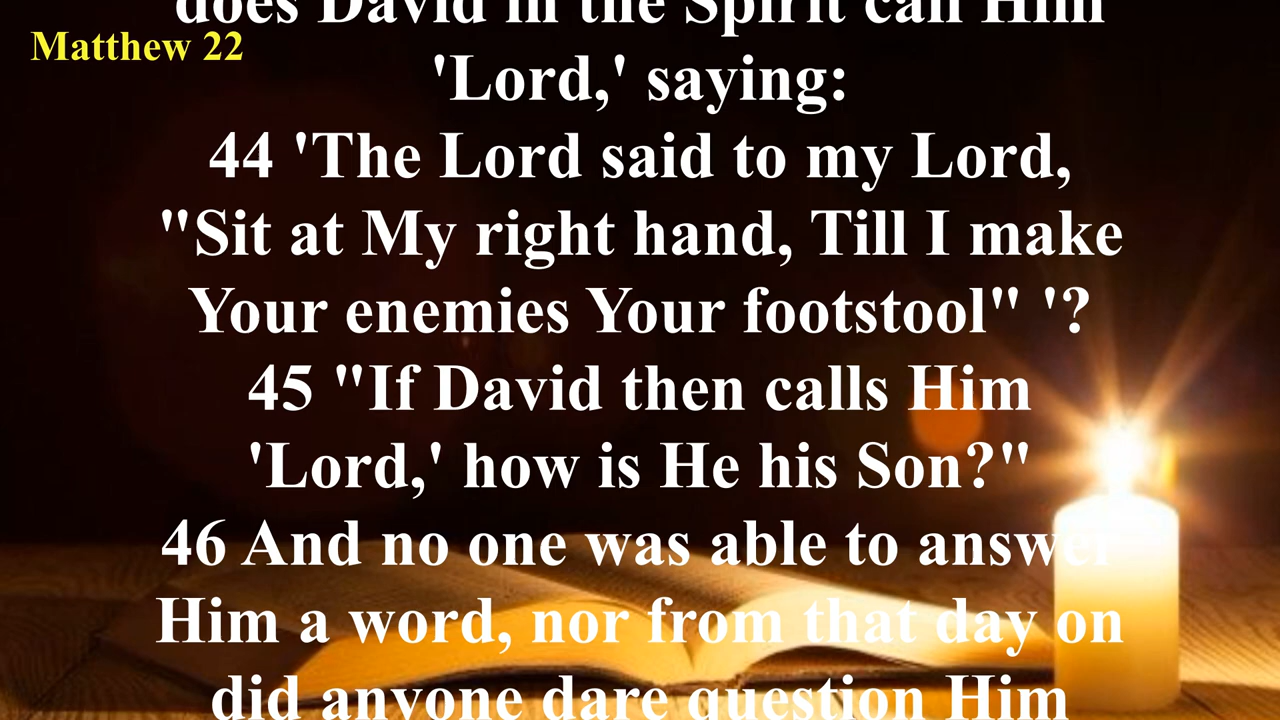 does David in the Spirit call Him
Matthew 22
'Lord,' saying:
44 'The Lord said to my Lord,
"Sit at My right hand, Till I make
Your enemies Your footstool" '?
45 "If David then calls Him
'Lord,' how is He his Son?"
46 And no one was able to answer
Him a word, nor from that day on
did anyone dare question Him